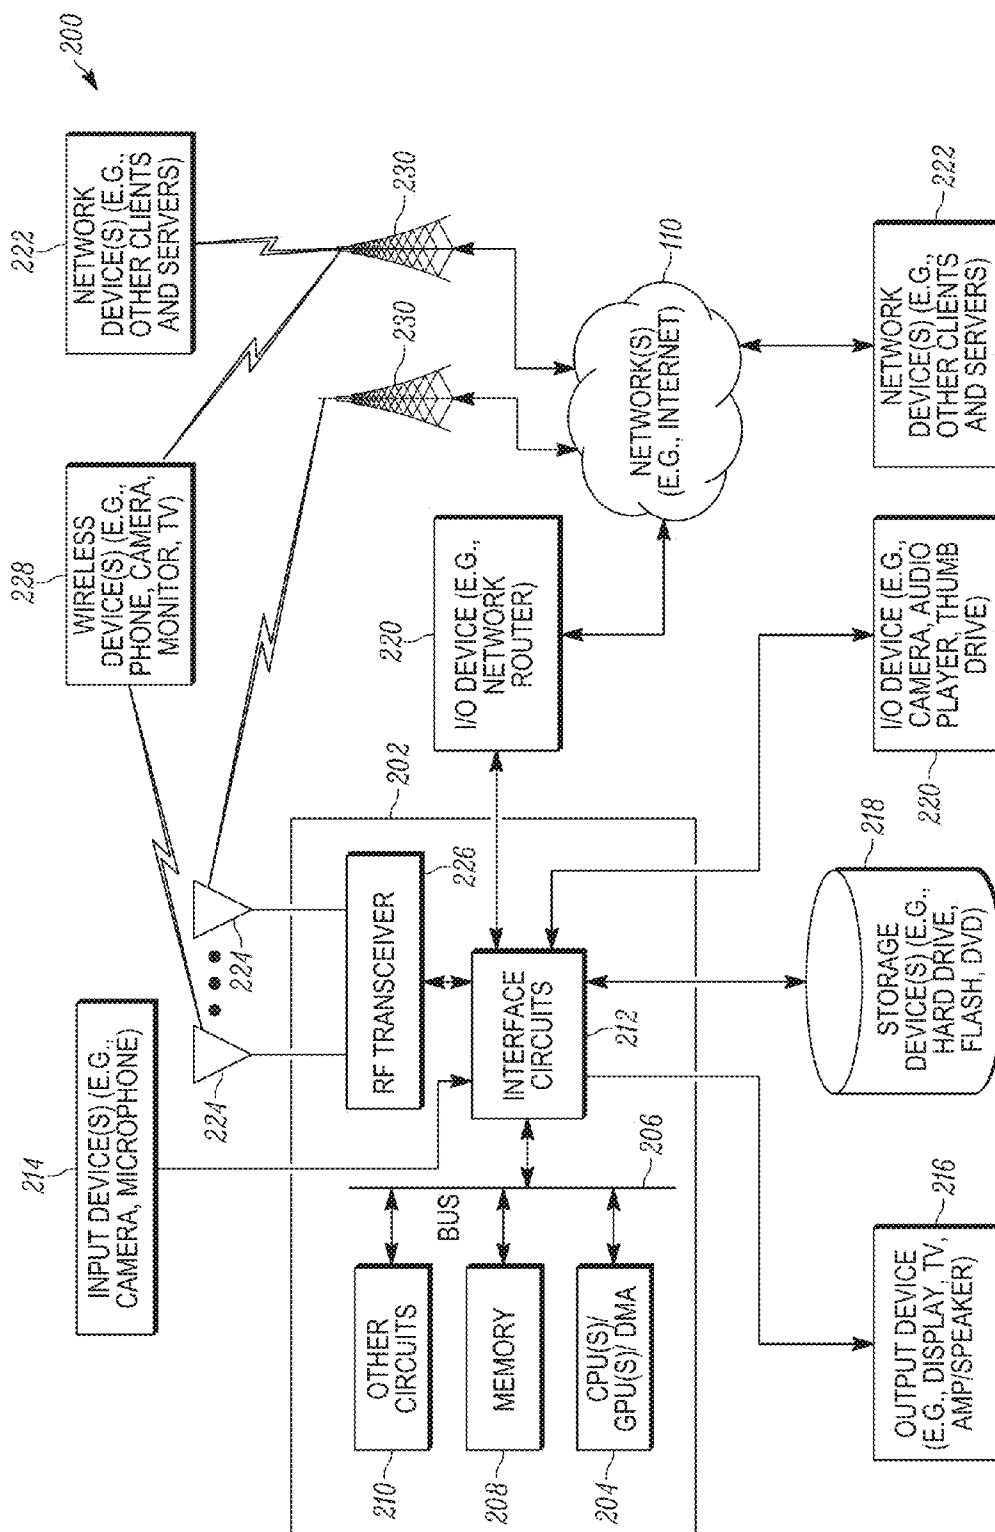 200
222
NETWORK
DEVICE(S) (E.G.,
OTHER CLIENTS
AND SERVERS)
228
WIRELESS
DEVICE(S) (E.G.,
PHONE, CAMERA,
MONITOR, TV)
214
INPUT DEVICE(S) (E.G.,
CAMERA, MICROPHONE)
224
224
230
230
202
RF TRANSCEIVER
226
220
I/O DEVICE (E.G.,
NETWORK
ROUTER)
NETWORK(S)
(E.G., INTERNET)
110
210
OTHER
CIRCUITS
208
MEMORY
204
CPU(S)/
GPU(S)/ DMA
BUS
206
INTERFACE
CIRCUITS
212
OUTPUT DEVICE
(E.G., DISPLAY, TV,
AMP/SPEAKER)
216
STORAGE
DEVICE(S) (E.G.,
HARD DRIVE,
FLASH, DVD)
218
220
I/O DEVICE (E.G.,
CAMERA, AUDIO
PLAYER, THUMB
DRIVE)
NETWORK
DEVICE(S) (E.G.,
OTHER CLIENTS
AND SERVERS)
222